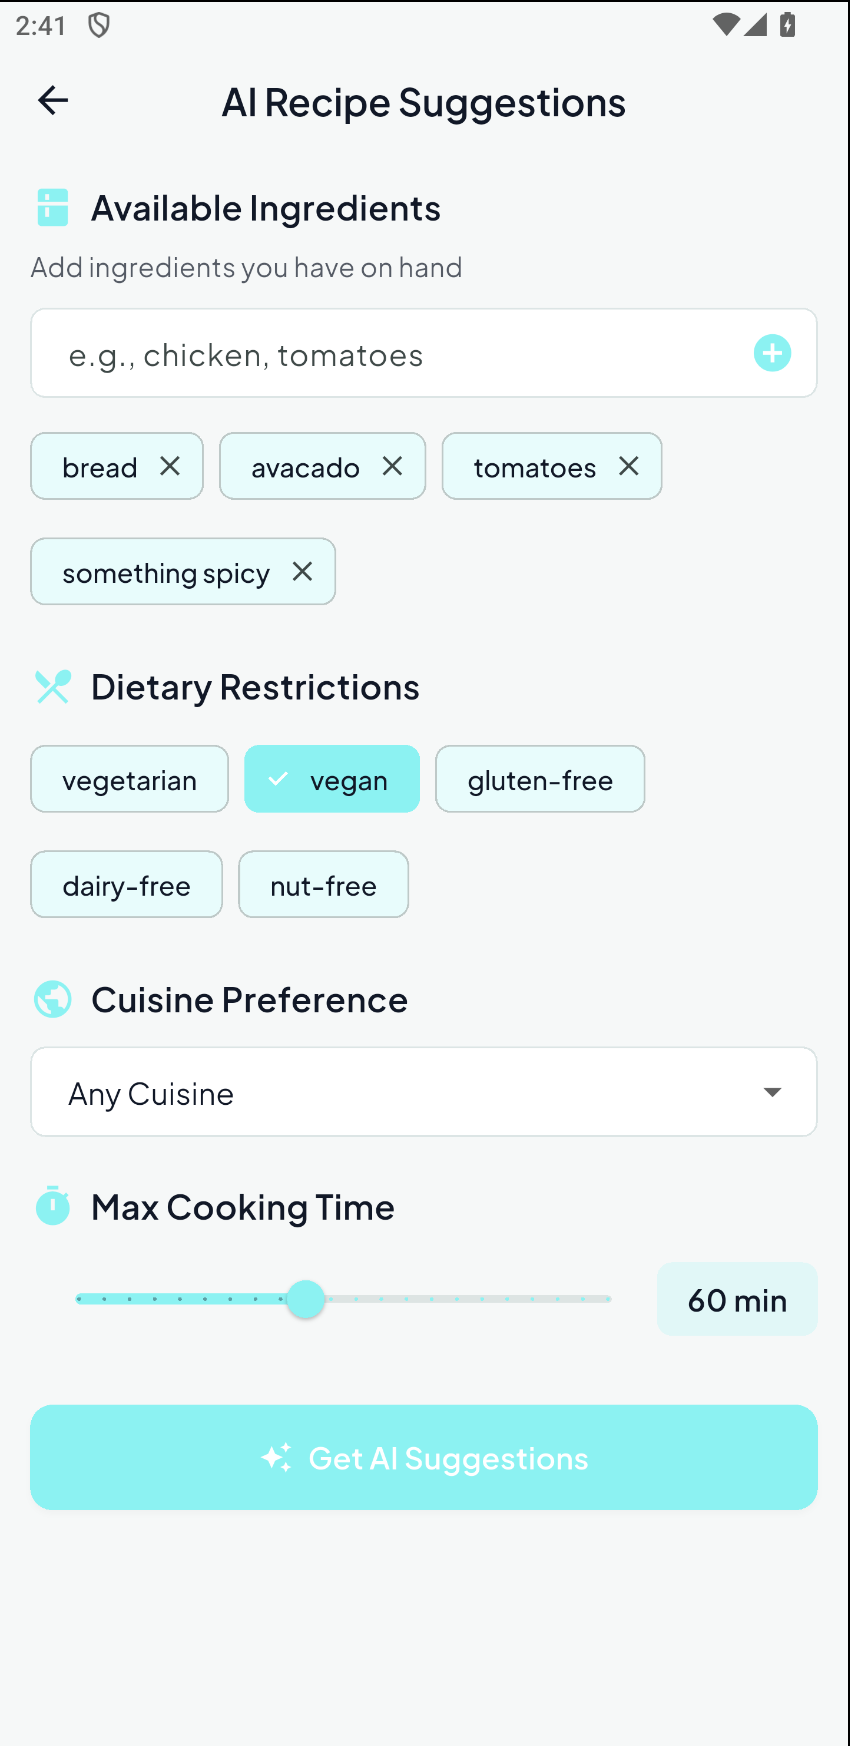 2:41
AI Recipe Suggestions
Available Ingredients
Add ingredients you have on hand
e.g., chicken, tomatoes
bread avacado tomatoes
something spicy
Dietary Restrictions
vegetarian vegan gluten-free
dairy-free nut-free
Cuisine Preference
Any Cuisine
Max Cooking Time
60 min
Get AI Suggestions